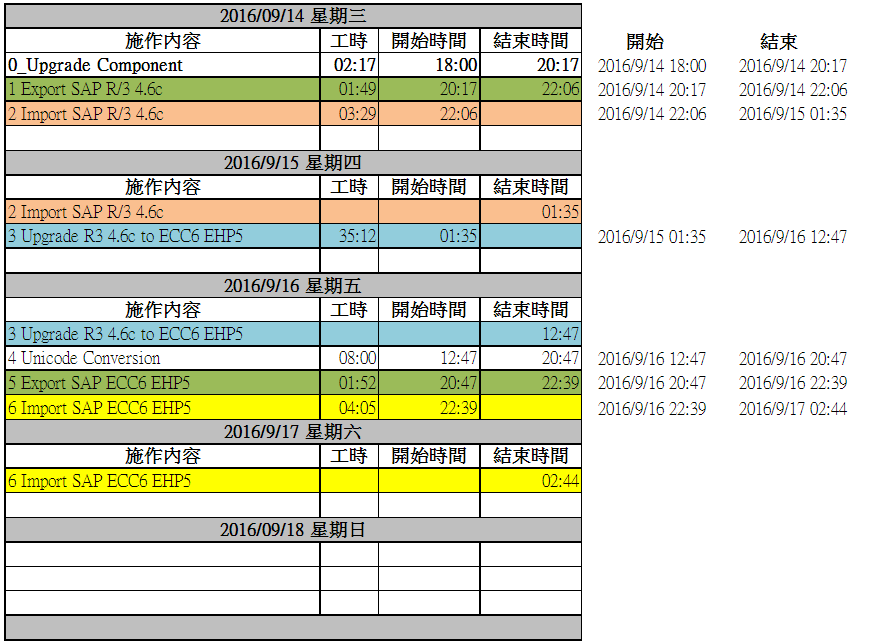 2016/09/14 星期三
施作內容 工時 開始時間 結束時間 開始 結束
0_Upgrade Component 02:17 18:00 20:17 2016/9/14 18:00 2016/9/14 20:17
1 Export SAP R/3 4.6c 01:49 20:17 22:06 2016/9/14 20:17 2016/9/14 22:06
2 Import SAP R/3 4.6c 03:29 22:06 2016/9/14 22:06 2016/9/15 01:35
2016/9/15 星期四
施作內容 工時 開始時間 結束時間
2 Import SAP R/3 4.6c 01:35
3 Upgrade R3 4.6c to ECC6 EHP5 35:12 01:35 2016/9/15 01:35 2016/9/16 12:47
2016/9/16 星期五
施作內容 工時 開始時間 結束時間
3 Upgrade R3 4.6c to ECC6 EHP5 12:47
4 Unicode Conversion 08:00 12:47 20:47 2016/9/16 12:47 2016/9/16 20:47
5 Export SAP ECC6 EHP5 01:52 20:47 22:39 2016/9/16 20:47 2016/9/16 22:39
6 Import SAP ECC6 EHP5 04:05 22:39 2016/9/16 22:39 2016/9/17 02:44
2016/9/17 星期六
施作內容 工時 開始時間 結束時間
6 Import SAP ECC6 EHP5 02:44
2016/09/18 星期日